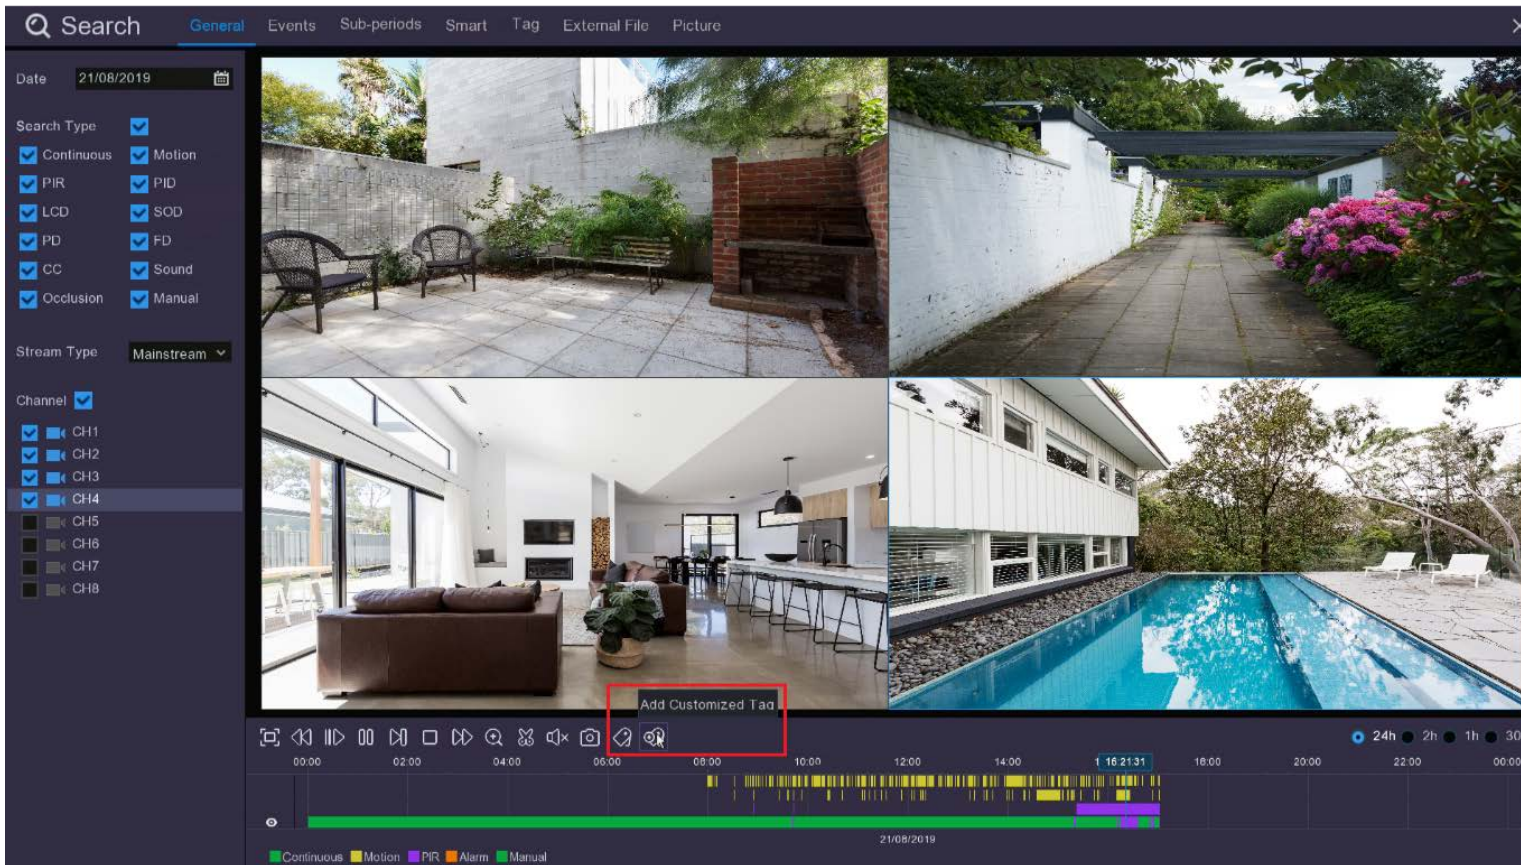 Search General Events Sub-periods Smart Tag External File Picture
Date 21/08/2019
Search Type
Continuous Motion
PIR PID
LCD SOD
PD FD
CC Sound
Occlusion Manual
Stream Type Mainstream
Channel
CH1
CH2
CH3
CH4
CH5
CH6
CH7
CH8
Add Customized Tag
24h 2h 1h 30
00:00 02:00 04:00 06:00 08:00 10:00 12:00 14:00 1 16:21:31 18:00 20:00 22:00 00:00
21/08/2019
Continuous Motion PIR Alarm Manual